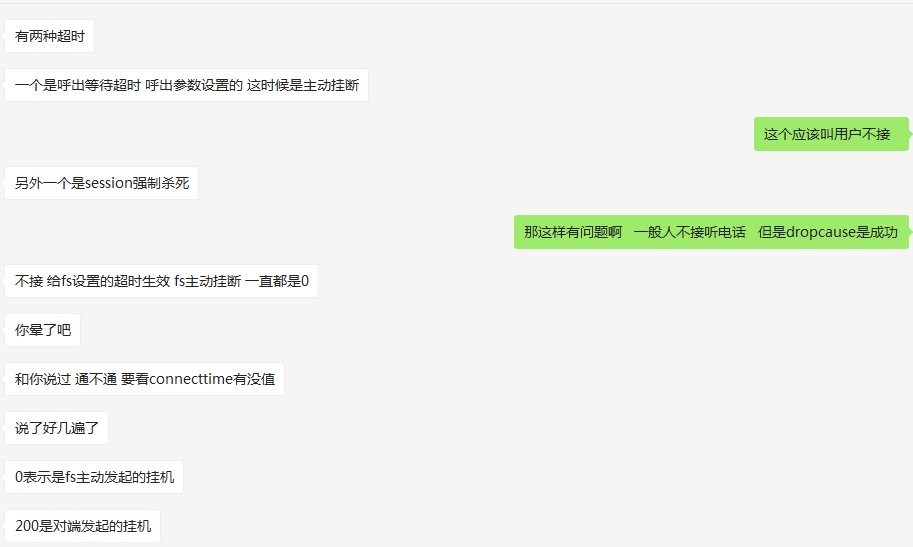 有两种超时
一个是呼出等待超时 呼出参数设置的 这时候是主动挂断
这个应该叫用户不接
另外一个是session强制杀死
那这样有问题啊 一般人不接听电话 但是dropcause是成功
不接 给fs设置的超时生效 fs主动挂断 一直都是0
你晕了吧
和你说过 通不通 要看connecttime有没值
说了好几遍了
0表示是fs主动发起的挂机
200是对端发起的挂机